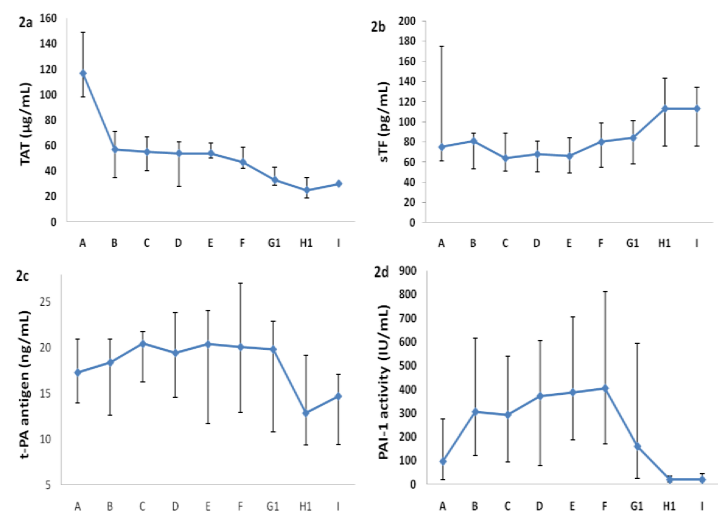 2a
TAT (µg/mL)
160
140
120
100
80
60
40
20
0
A B C D E F G1 H1 I
2b
sTF (pg/mL)
200
180
160
140
120
100
80
60
40
20
0
A B C D E F G1 H1 I
2c
t-PA antigen (ng/mL)
25
20
15
10
5
A B C D E F G1 H1 I
2d
PAI-1 activity (IU/mL)
900
800
700
600
500
400
300
200
100
0
A B C D E F G1 H1 I